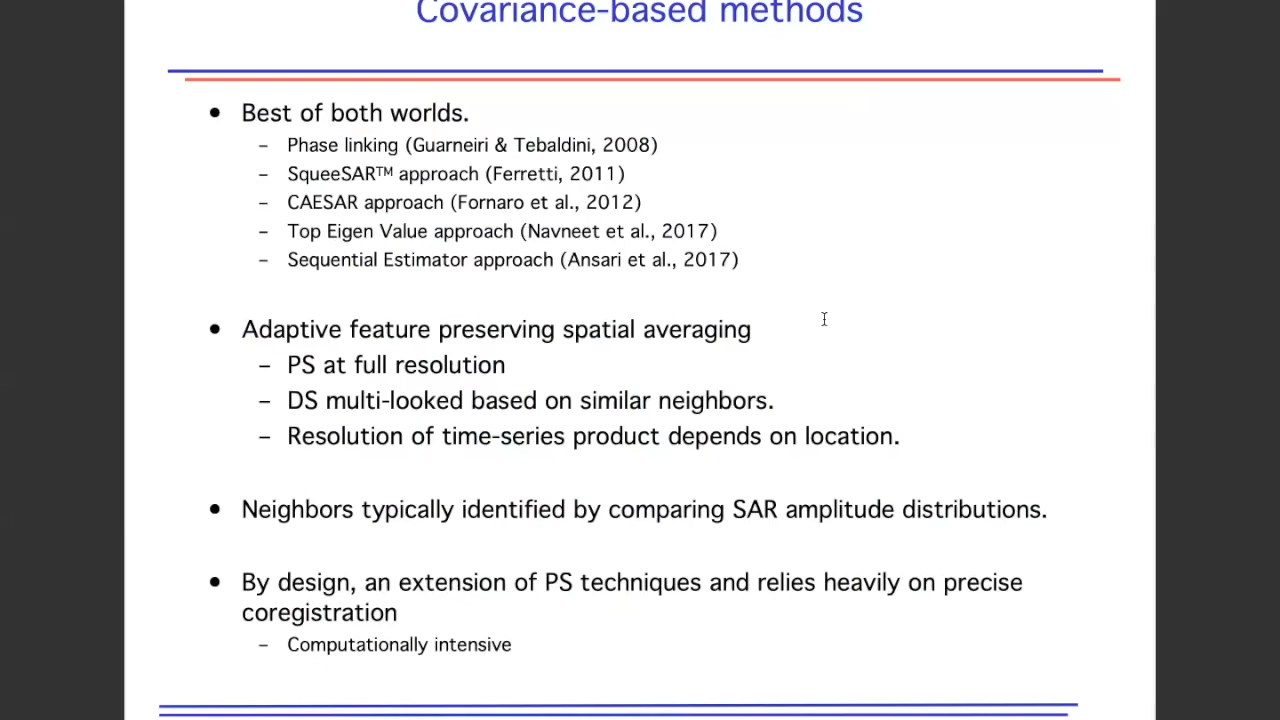 Covariance-based methods
• Best of both worlds.
– Phase linking (Guarneiri & Tebaldini, 2008)
– SqueeSAR™ approach (Ferretti, 2011)
– CAESAR approach (Fornaro et al., 2012)
– Top Eigen Value approach (Navneet et al., 2017)
– Sequential Estimator approach (Ansari et al., 2017)
• Adaptive feature preserving spatial averaging
– PS at full resolution
– DS multi-looked based on similar neighbors.
– Resolution of time-series product depends on location.
• Neighbors typically identified by comparing SAR amplitude distributions.
• By design, an extension of PS techniques and relies heavily on precise
coregistration
– Computationally intensive